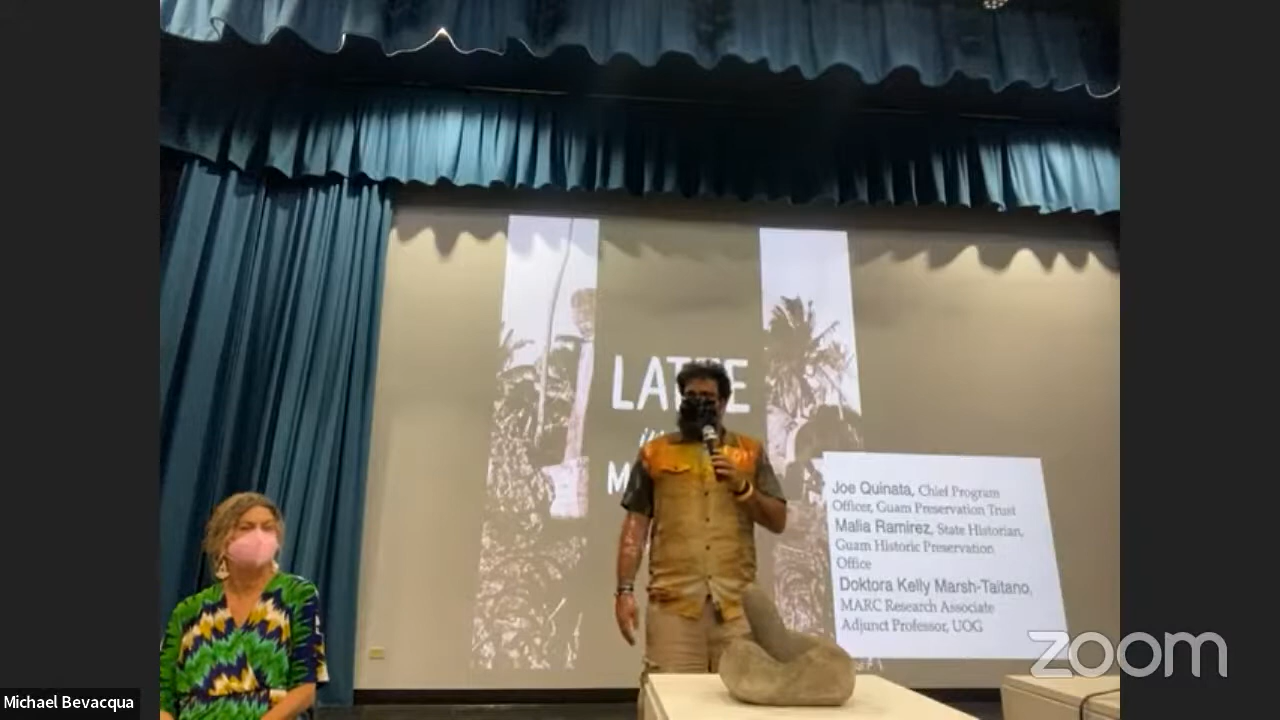 Joe Quinata, Chief Program
Officer, Guam Preservation Trust
Malia Ramirez, State Historian,
Guam Historic Preservation
Office
Doktora Kelly Marsh-Taitano,
MARC Research Associate
Adjunct Professor, UOG
zoom
Michael Bevacqua